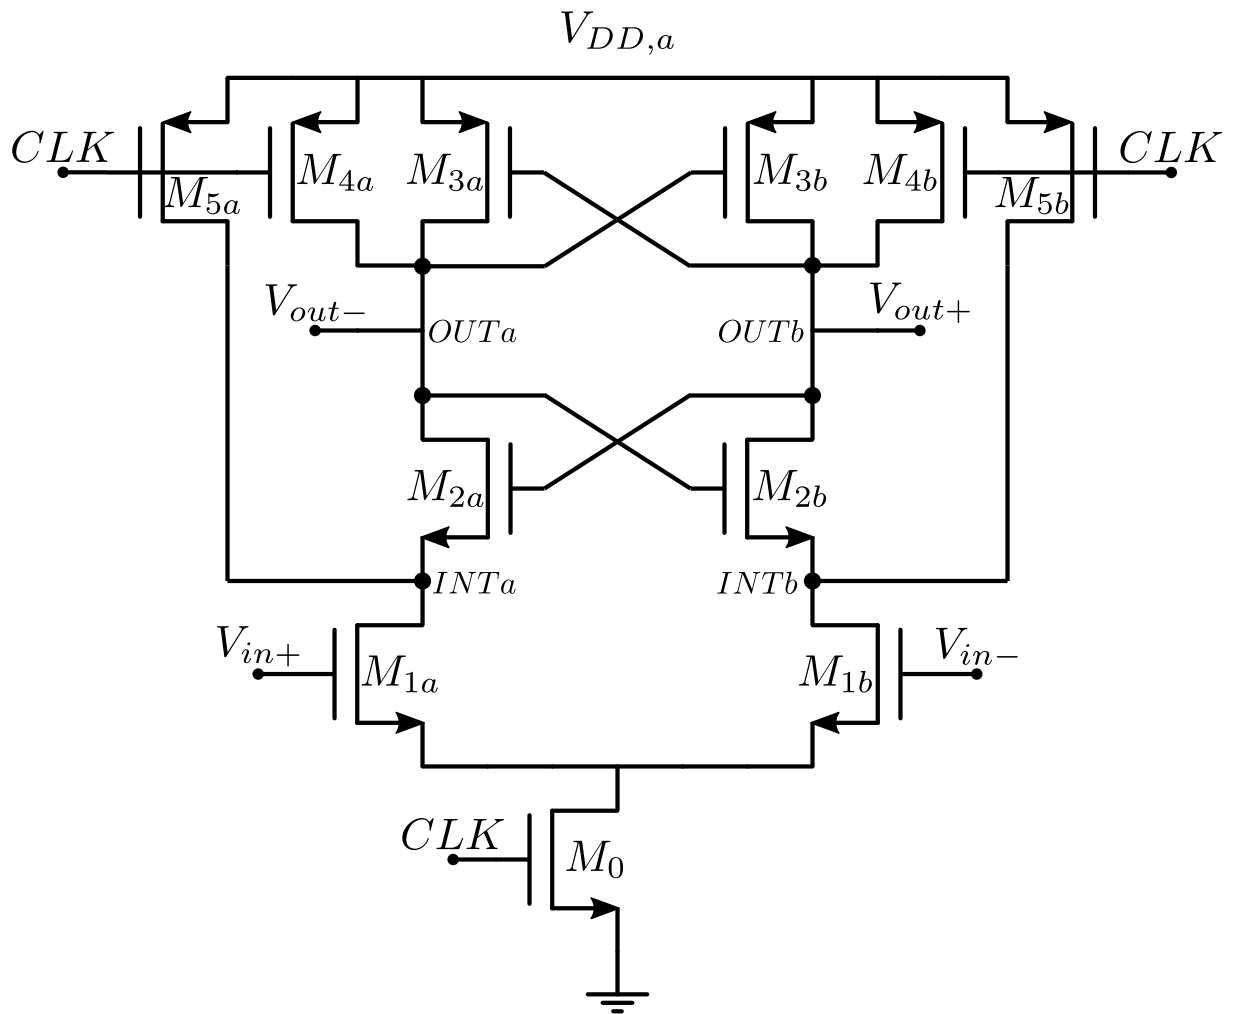 V_{DD,a}
CLK
CLK
M_{5a}
M_{4a}
M_{3a}
M_{3b}
M_{4b}
M_{5b}
V_{out-}
V_{out+}
OUTa
OUTb
M_{2a}
M_{2b}
INTa
INTb
V_{in+}
V_{in-}
M_{1a}
M_{1b}
CLK
M_0